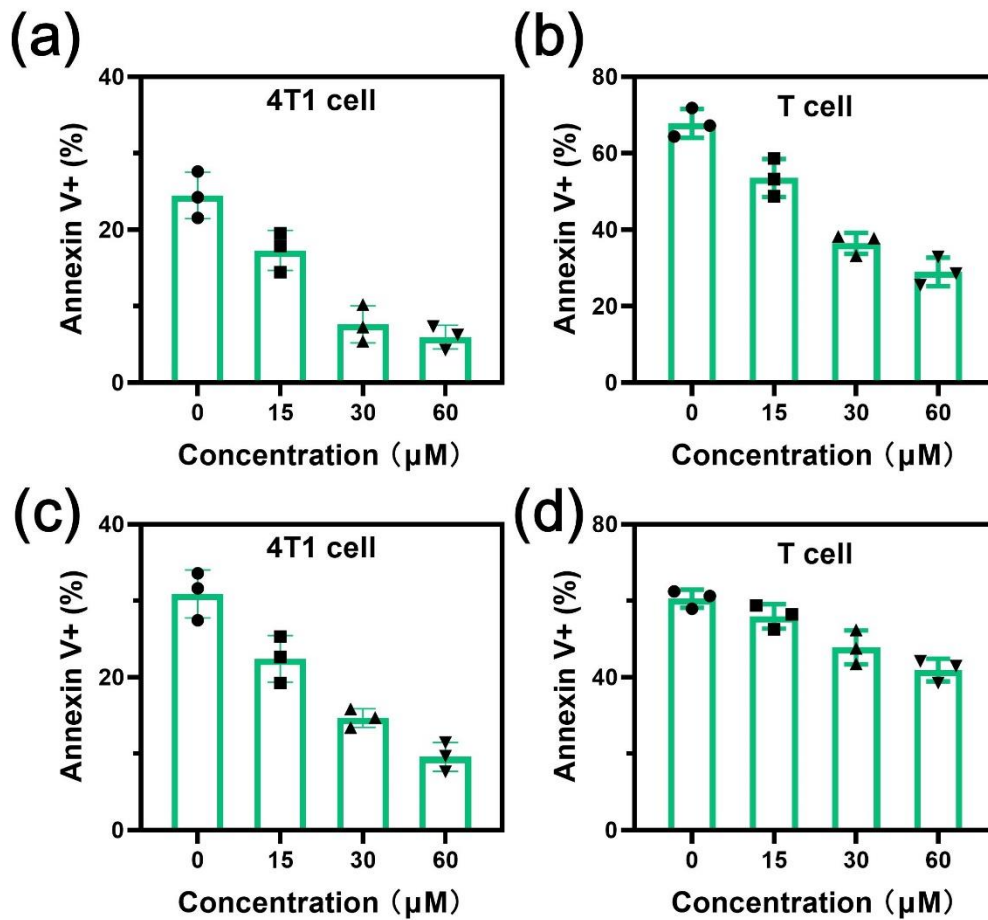 (a)
4T1 cell
Annexin V+ (%)
40
20
0
0 15 30 60
Concentration（μM）
(b)
T cell
Annexin V+ (%)
80
60
40
20
0
0 15 30 60
Concentration（μM）
(c)
4T1 cell
Annexin V+ (%)
40
20
0
0 15 30 60
Concentration（μM）
(d)
T cell
Annexin V+ (%)
80
40
0
0 15 30 60
Concentration（μM）